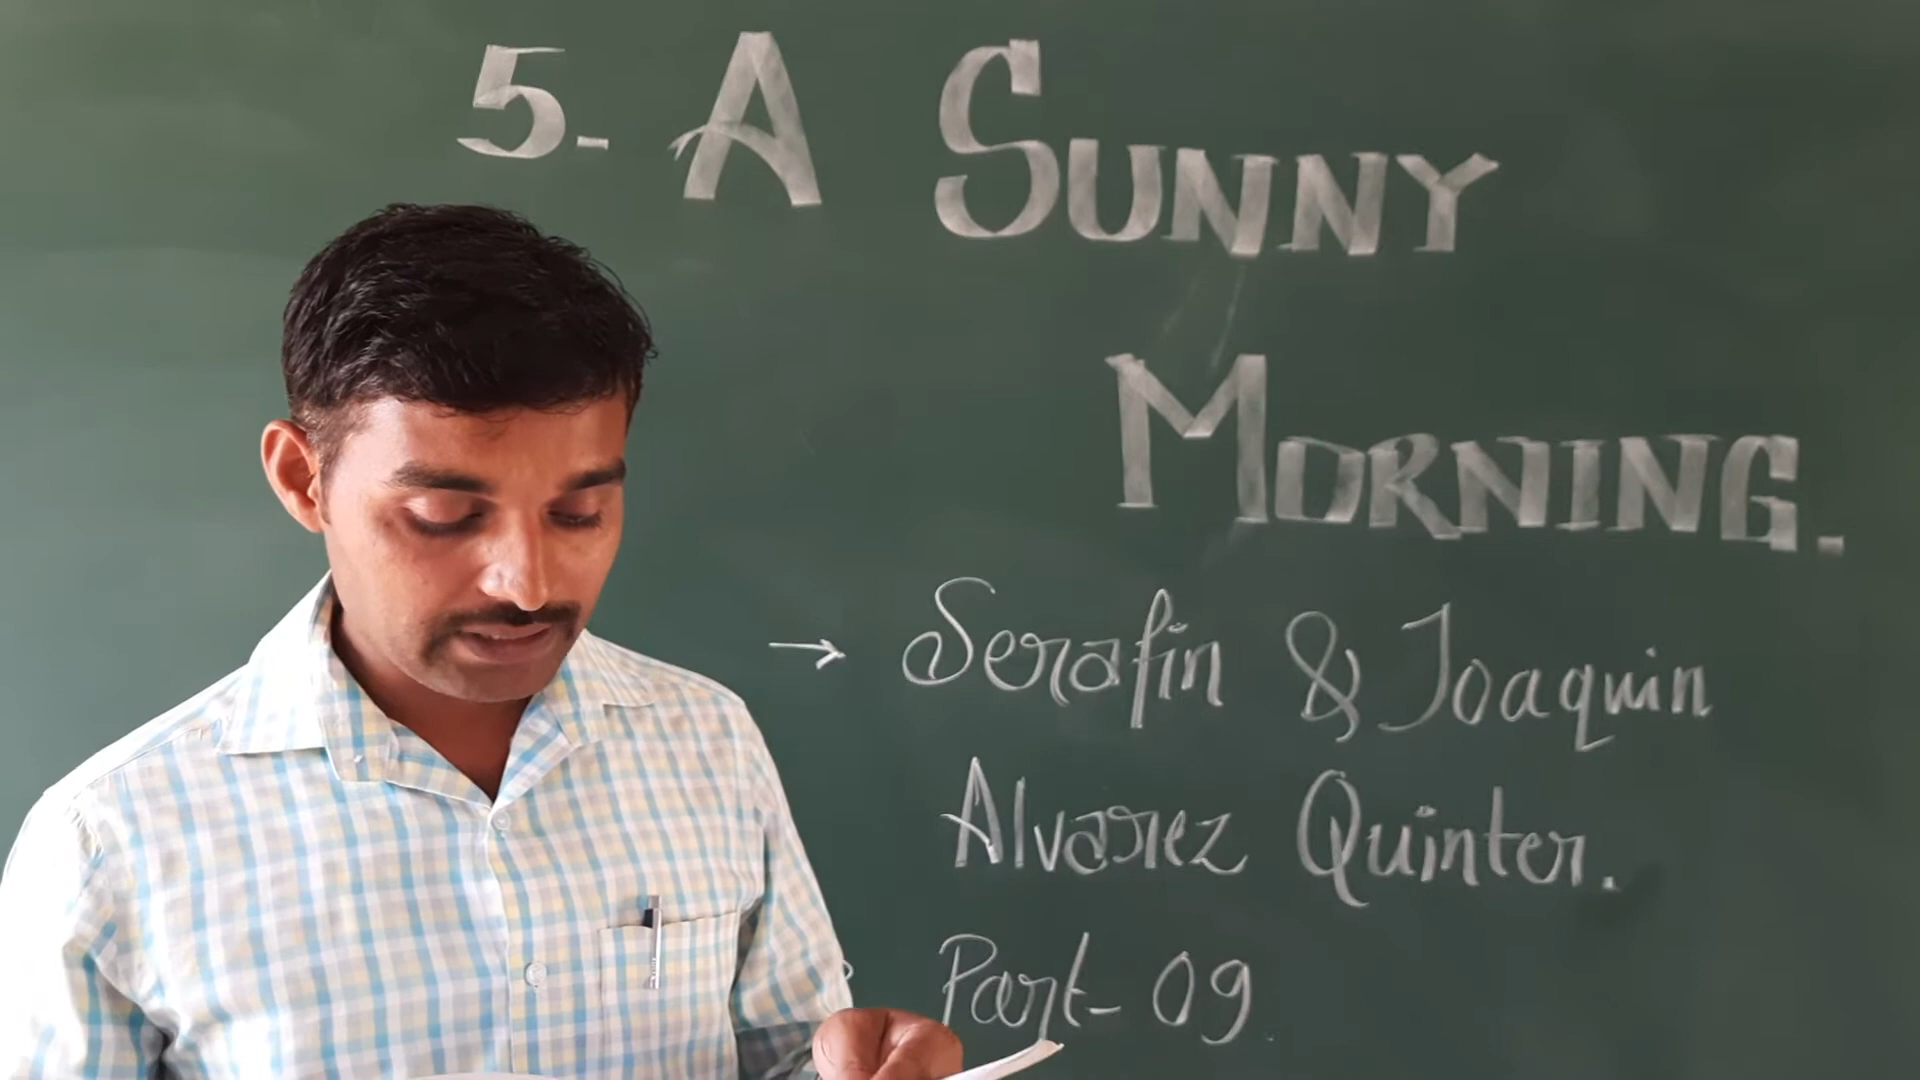 5- A SUNNY
MORNING.
→ Serafin & Joaquin
Alvarez Quinter.
Part- 09